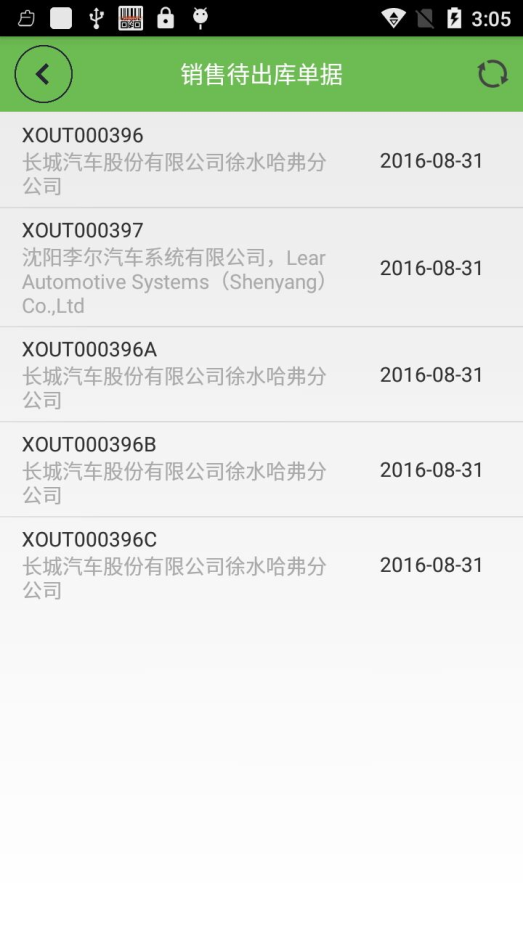 3:05
销售待出库单据
XOUT000396
长城汽车股份有限公司徐水哈弗分
公司
2016-08-31
XOUT000397
沈阳李尔汽车系统有限公司，Lear
Automotive Systems（Shenyang）
Co.,Ltd
2016-08-31
XOUT000396A
长城汽车股份有限公司徐水哈弗分
公司
2016-08-31
XOUT000396B
长城汽车股份有限公司徐水哈弗分
公司
2016-08-31
XOUT000396C
长城汽车股份有限公司徐水哈弗分
公司
2016-08-31